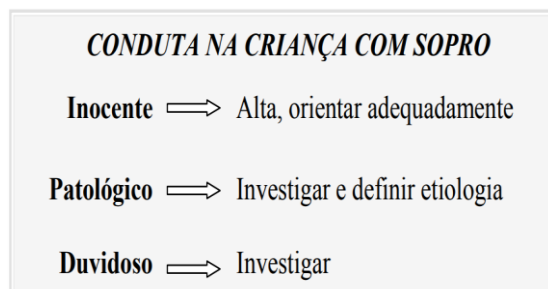 CONDUTA NA CRIANÇA COM SOPRO
Inocente ⇒ Alta, orientar adequadamente
Patológico ⇒ Investigar e definir etiologia
Duvidoso ⇒ Investigar